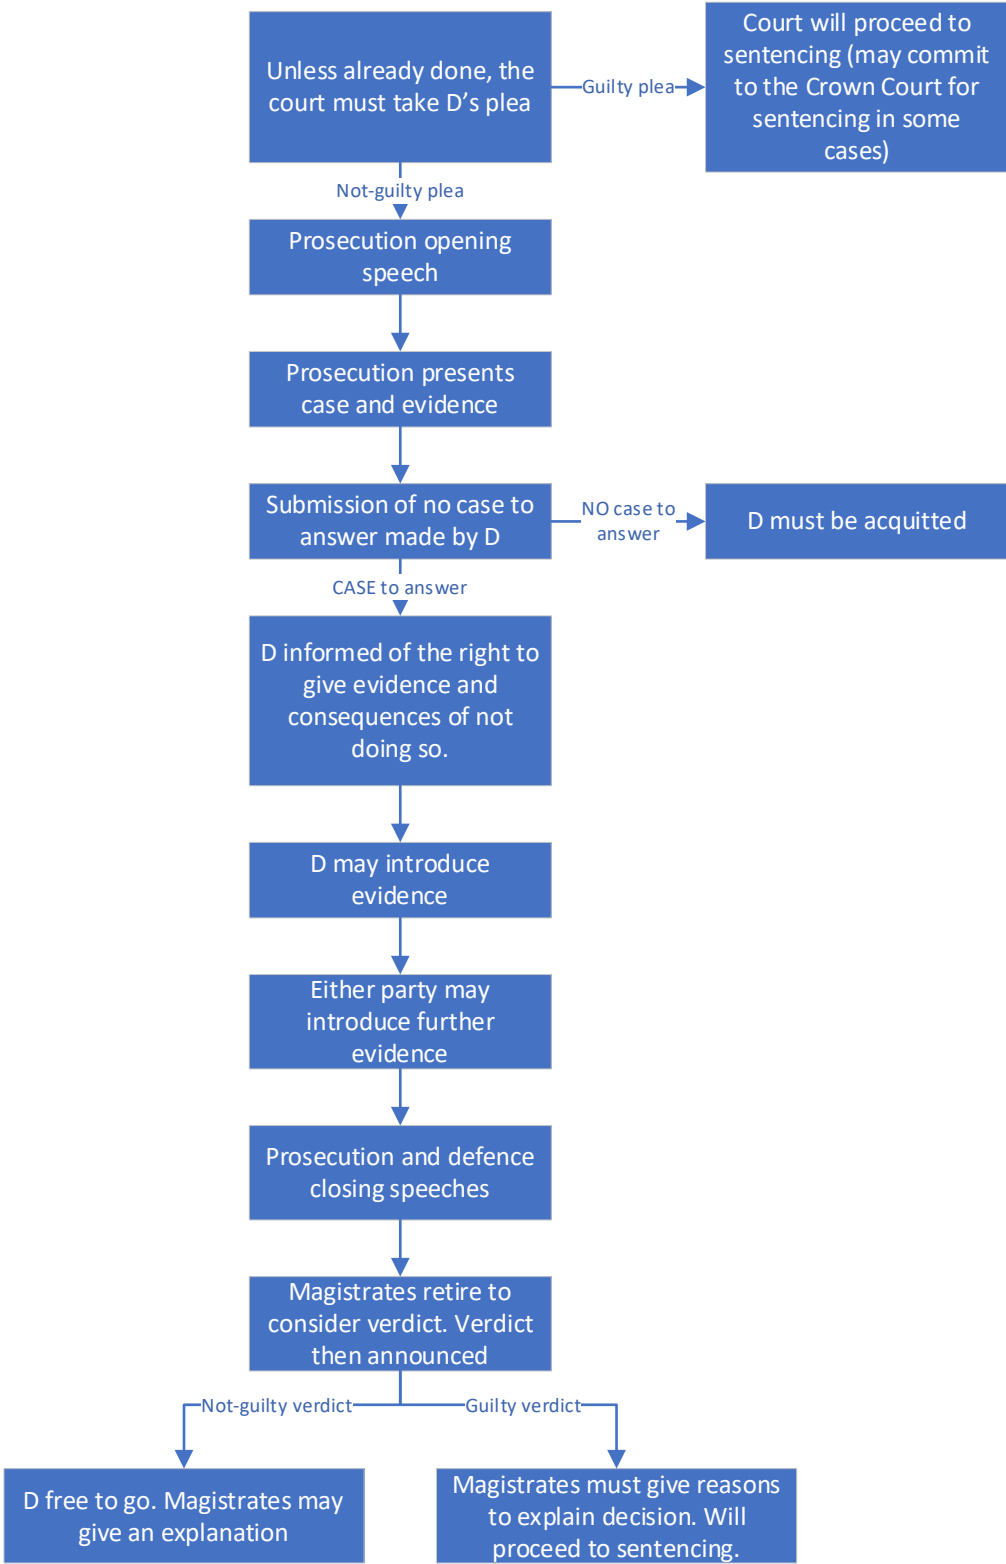 Unless already done, the
court must take D's plea
Guilty plea
Court will proceed to
sentencing (may commit
to the Crown Court for
sentencing in some
cases)
Not-guilty plea
Prosecution opening
speech
Prosecution presents
case and evidence
Submission of no case to
answer made by D
NO case to
answer
D must be acquitted
CASE to answer
D informed of the right to
give evidence and
consequences of not
doing so.
D may introduce
evidence
Either party may
introduce further
evidence
Prosecution and defence
closing speeches
Magistrates retire to
consider verdict. Verdict
then announced
Not-guilty verdict
Guilty verdict
D free to go. Magistrates may
give an explanation
Magistrates must give reasons
to explain decision. Will
proceed to sentencing.